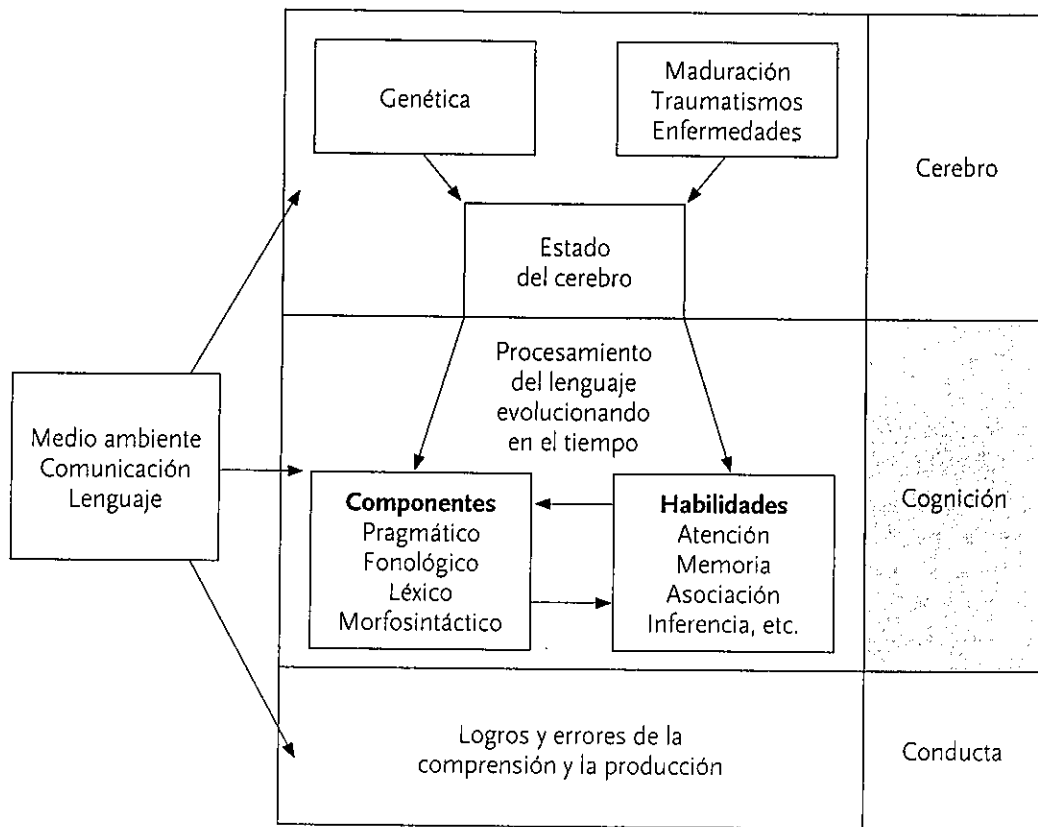 Genética
Maduración
Traumatismos
Enfermedades
Cerebro
Estado
del cerebro
Procesamiento
del lenguaje
evolucionando
en el tiempo
Medio ambiente
Comunicación
Lenguaje
Componentes
Pragmático
Fonológico
Léxico
Morfosintáctico
Habilidades
Atención
Memoria
Asociación
Inferencia, etc.
Cognición
Logros y errores de la
comprensión y la producción
Conducta